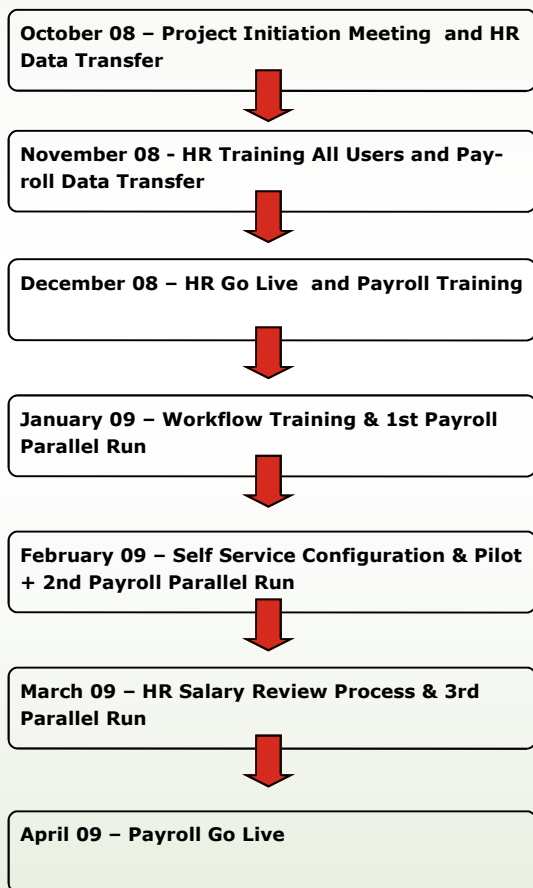 October 08 – Project Initiation Meeting  and HR
Data Transfer
November 08 - HR Training All Users and Pay-
roll Data Transfer
December 08 – HR Go Live  and Payroll Training
January 09 – Workflow Training & 1st Payroll
Parallel Run
February 09 – Self Service Configuration & Pilot
+ 2nd Payroll Parallel Run
March 09 – HR Salary Review Process & 3rd
Parallel Run
April 09 – Payroll Go Live